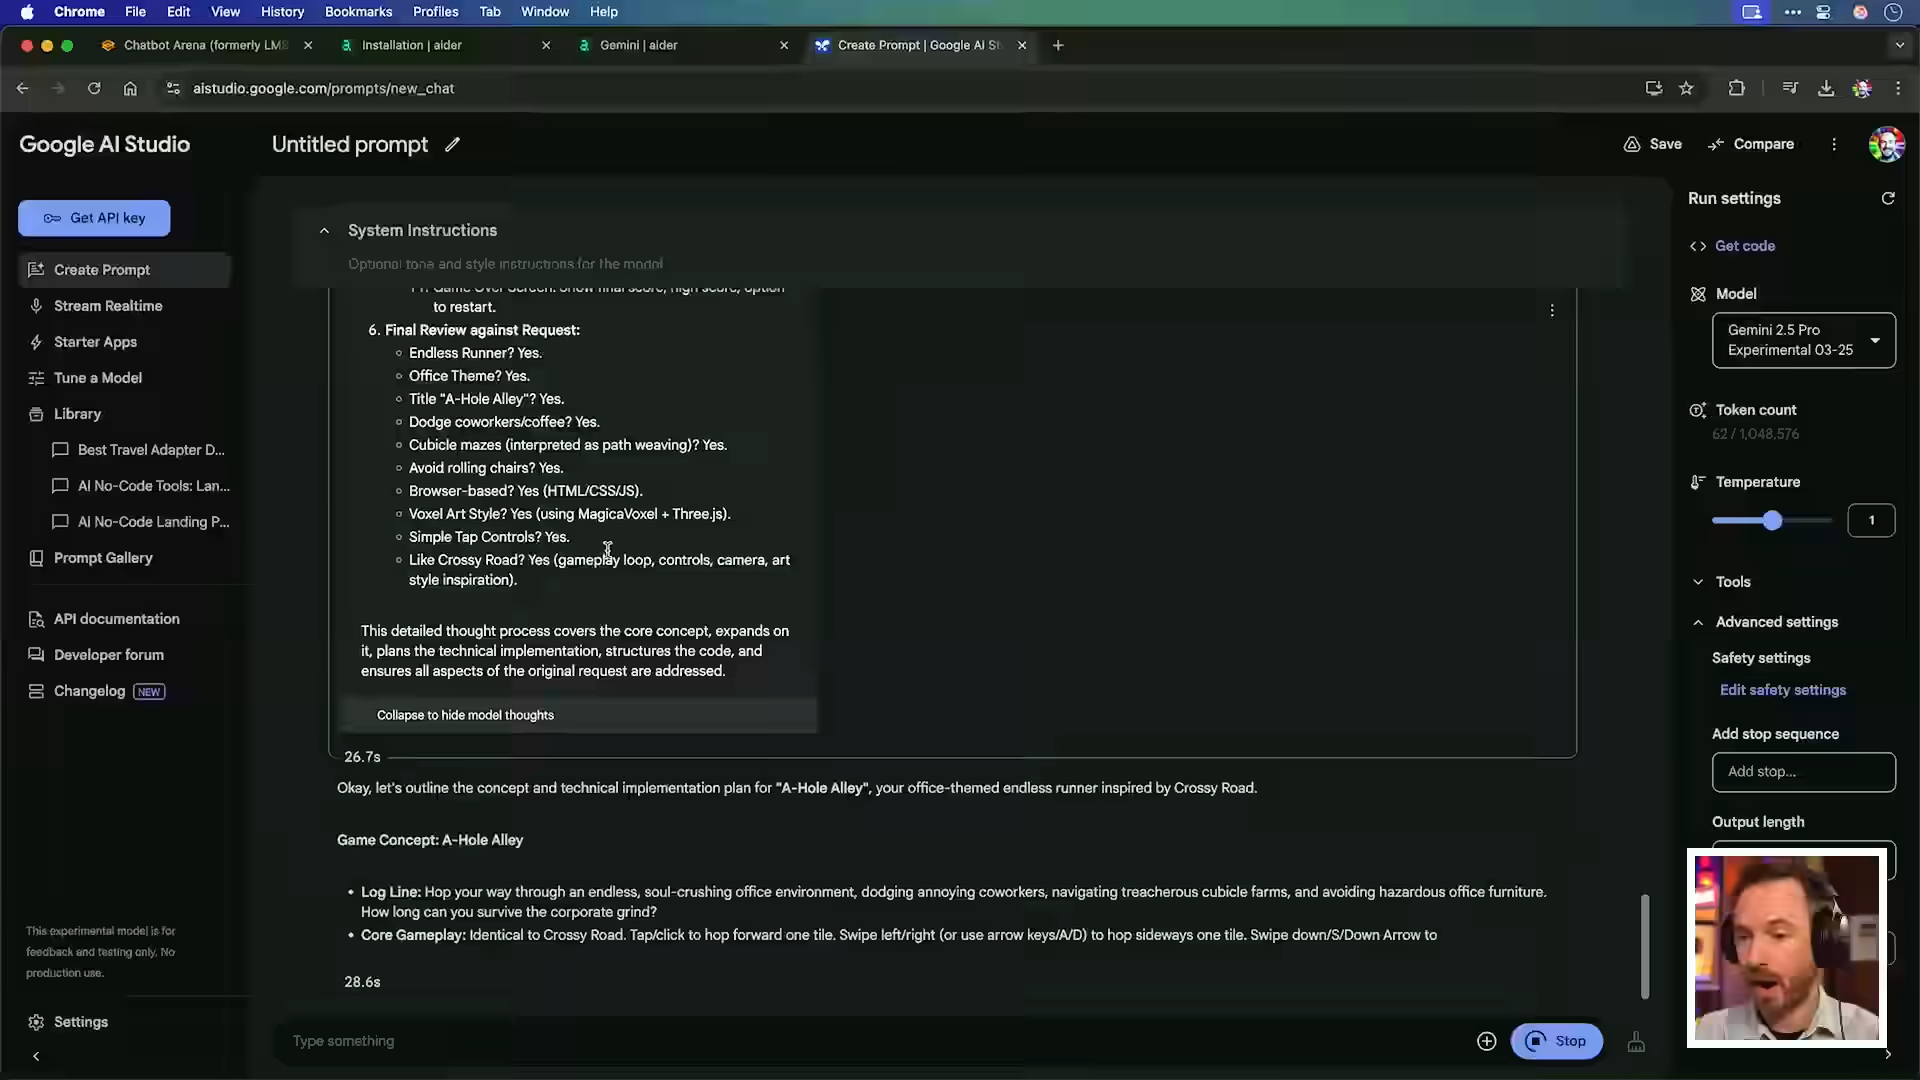 Chrome File Edit View History Bookmarks Profiles Tab Window Help
Chatbot Arena (formerly LMS
Installation | aider
Gemini | aider
Create Prompt | Google AI St
aistudio.google.com/prompts/new_chat
Google AI Studio
Untitled prompt
Save
Compare
Get API key
Create Prompt
Stream Realtime
Starter Apps
Tune a Model
Library
Best Travel Adapter D...
AI No-Code Tools: Lan...
AI No-Code Landing P...
Prompt Gallery
API documentation
Developer forum
Changelog NEW
This experimental model is for
feedback and testing only. No
production use.
Settings
System Instructions
Optional tone and style instructions for the model
11. Game Over Screen: Show final score, high score, option
to restart.
6. Final Review against Request:
Endless Runner? Yes.
Office Theme? Yes.
Title "A-Hole Alley"? Yes.
Dodge coworkers/coffee? Yes.
Cubicle mazes (interpreted as path weaving)? Yes.
Avoid rolling chairs? Yes.
Browser-based? Yes (HTML/CSS/JS).
Voxel Art Style? Yes (using MagicaVoxel + Three.js).
Simple Tap Controls? Yes.
Like Crossy Road? Yes (gameplay loop, controls, camera, art
style inspiration).
This detailed thought process covers the core concept, expands on
it, plans the technical implementation, structures the code, and
ensures all aspects of the original request are addressed.
Collapse to hide model thoughts
26.7s
Okay, let's outline the concept and technical implementation plan for "A-Hole Alley", your office-themed endless runner inspired by Crossy Road.
Game Concept: A-Hole Alley
• Log Line: Hop your way through an endless, soul-crushing office environment, dodging annoying coworkers, navigating treacherous cubicle farms, and avoiding hazardous office furniture.
How long can you survive the corporate grind?
• Core Gameplay: Identical to Crossy Road. Tap/click to hop forward one tile. Swipe left/right (or use arrow keys/A/D) to hop sideways one tile. Swipe down/S/Down Arrow to
28.6s
Type something
Stop
Run settings
Get code
Model
Gemini 2.5 Pro
Experimental 03-25
Token count
62 / 1,048,576
Temperature
1
Tools
Advanced settings
Safety settings
Edit safety settings
Add stop sequence
Add stop...
Output length